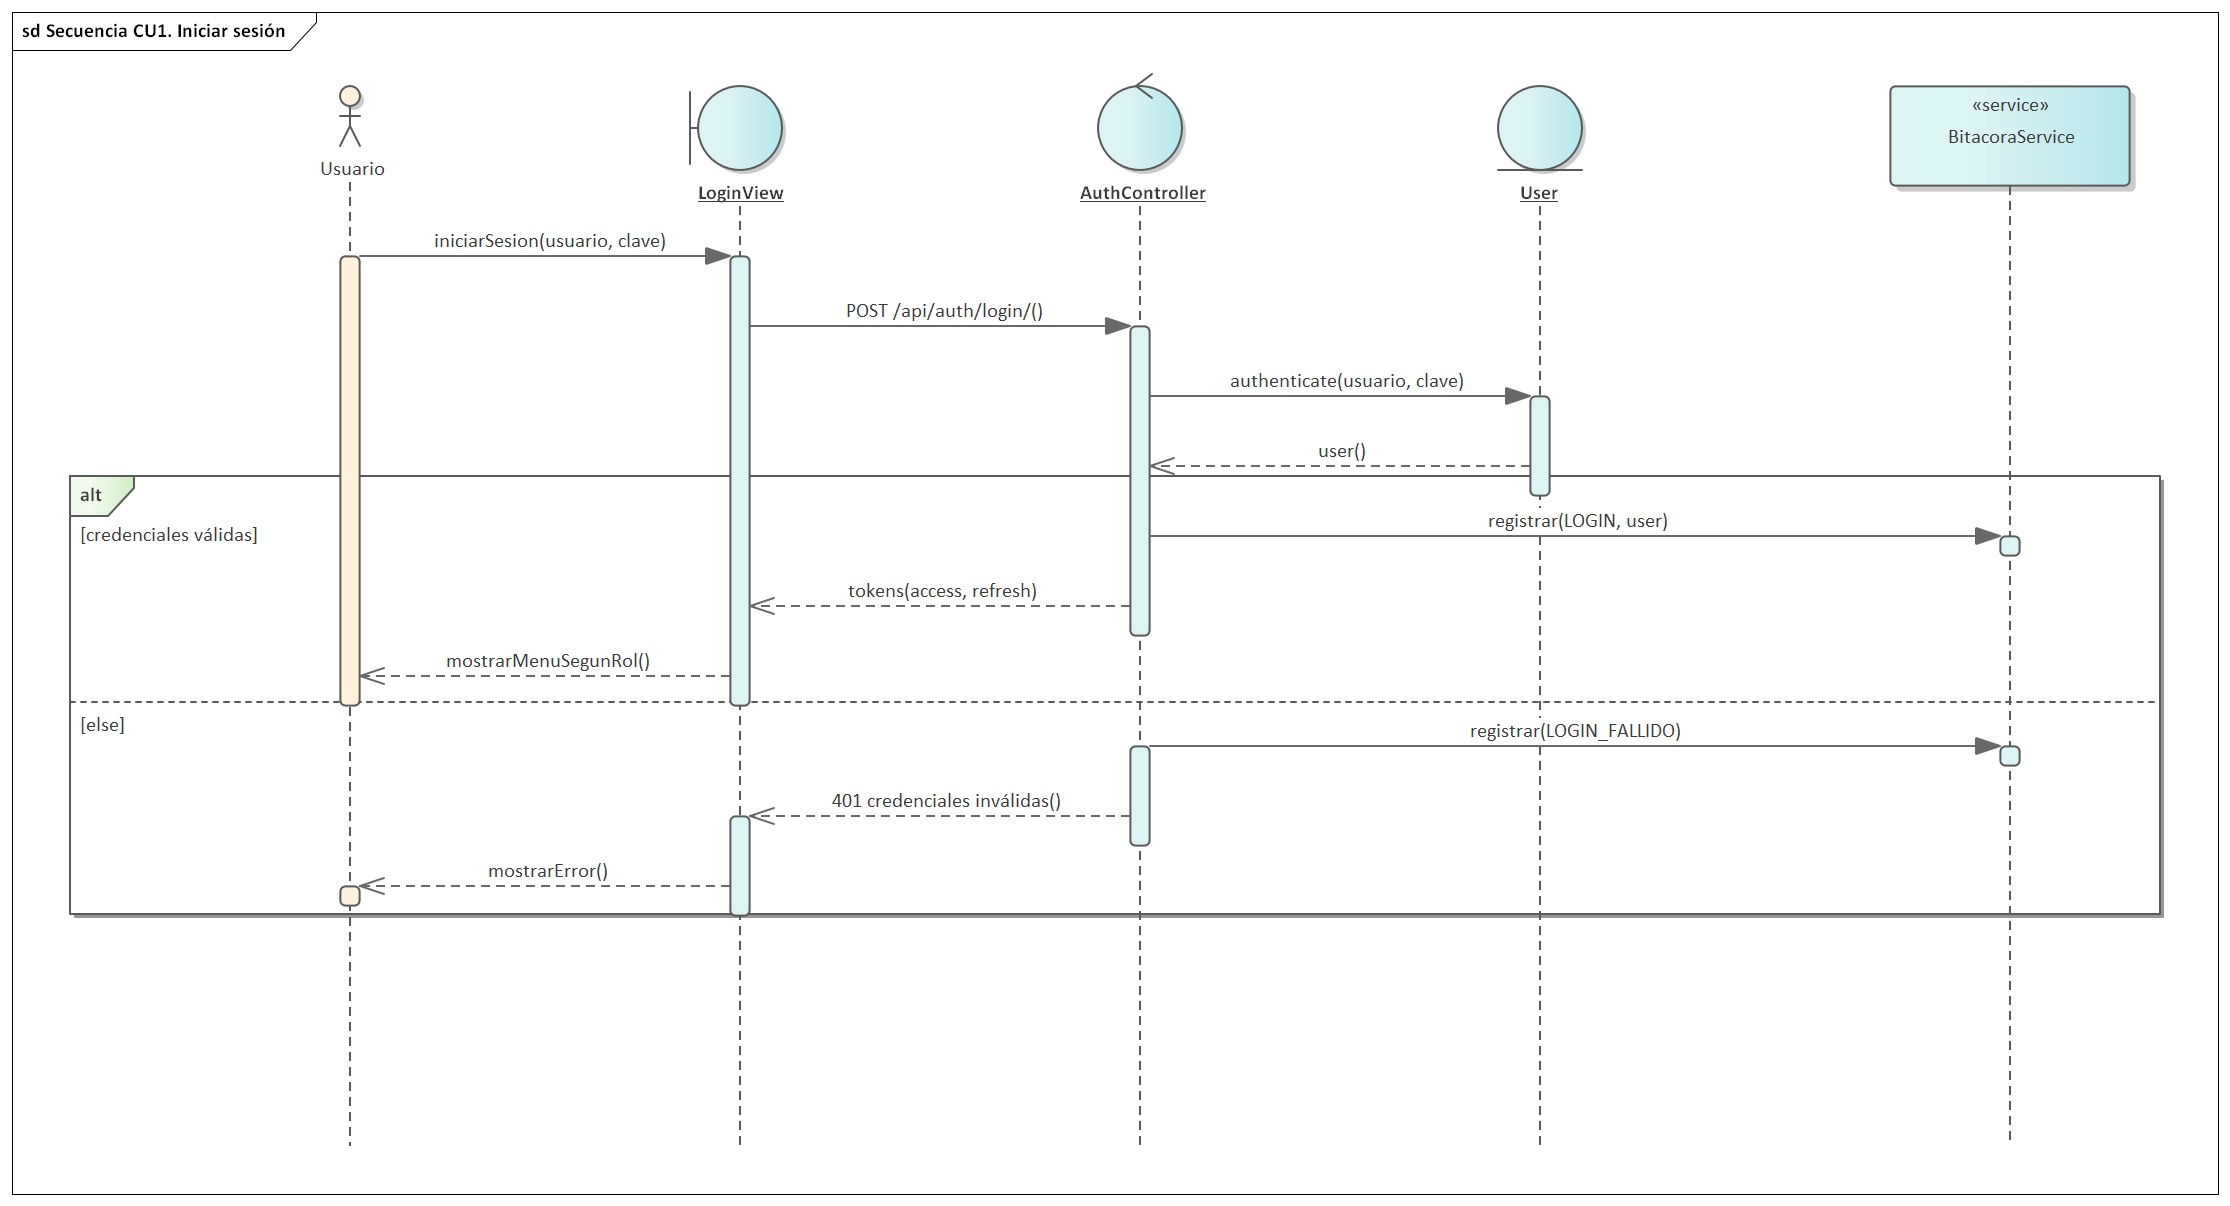 sd Secuencia CU1. Iniciar sesión
«service»
BitacoraService
Usuario
LoginView
AuthController
User
iniciarSesion(usuario, clave)
POST /api/auth/login/()
authenticate(usuario, clave)
user()
alt
[credenciales válidas]
registrar(LOGIN, user)
tokens(access, refresh)
mostrarMenuSegunRol()
[else]
registrar(LOGIN_FALLIDO)
401 credenciales inválidas()
mostrarError()